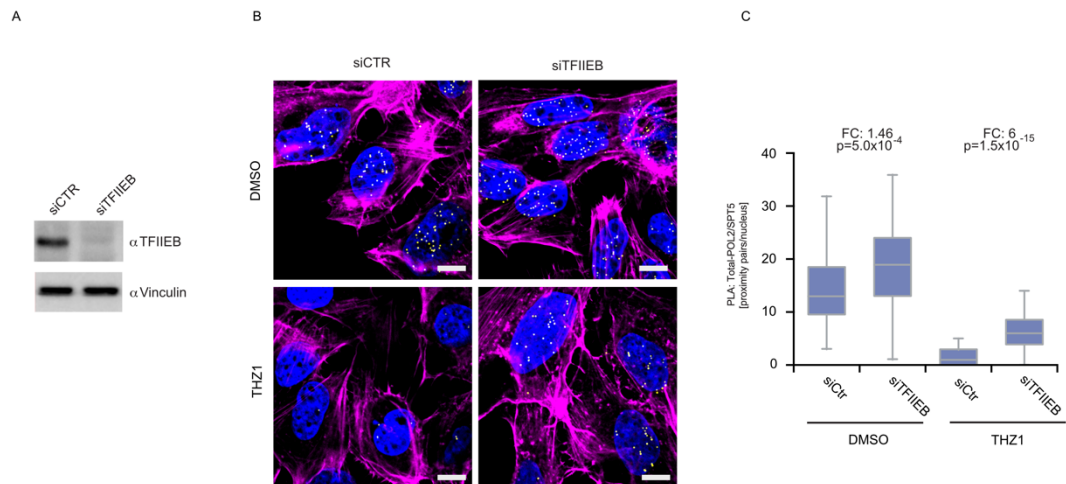 A
B
C
siCTR
siTFIIEB
siCTR
siTFIIEB
αTFIIEB
αVinculin
DMSO
THZ1
FC: 1.46
p=5.0x10-4
FC: 6
p=1.5x10-15
PLA: Total-POL2/SPT5
[proximity pairs/nucleus]
40
30
20
10
0
siCtr
siTFIIEB
siCtr
siTFIIEB
DMSO
THZ1